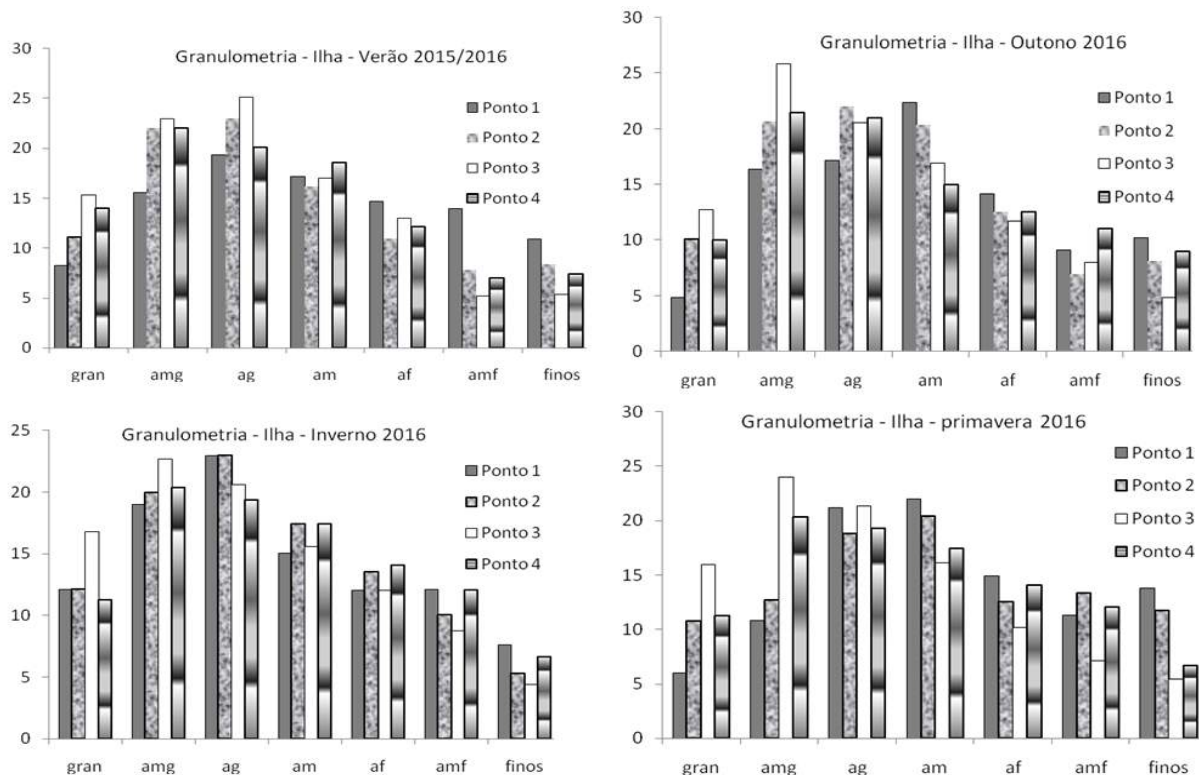 Granulometria - Ilha - Verão 2015/2016
30
25
20
15
10
5
0
gran amg ag am af amf finos
Ponto 1
Ponto 2
Ponto 3
Ponto 4
Granulometria - Ilha - Outono 2016
30
25
20
15
10
5
0
gran amg ag am af amf finos
Ponto 1
Ponto 2
Ponto 3
Ponto 4
Granulometria - Ilha - Inverno 2016
25
20
15
10
5
0
gran amg ag am af amf finos
Ponto 1
Ponto 2
Ponto 3
Ponto 4
Granulometria - Ilha - primavera 2016
30
25
20
15
10
5
0
gran amg ag am af amf finos
Ponto 1
Ponto 2
Ponto 3
Ponto 4